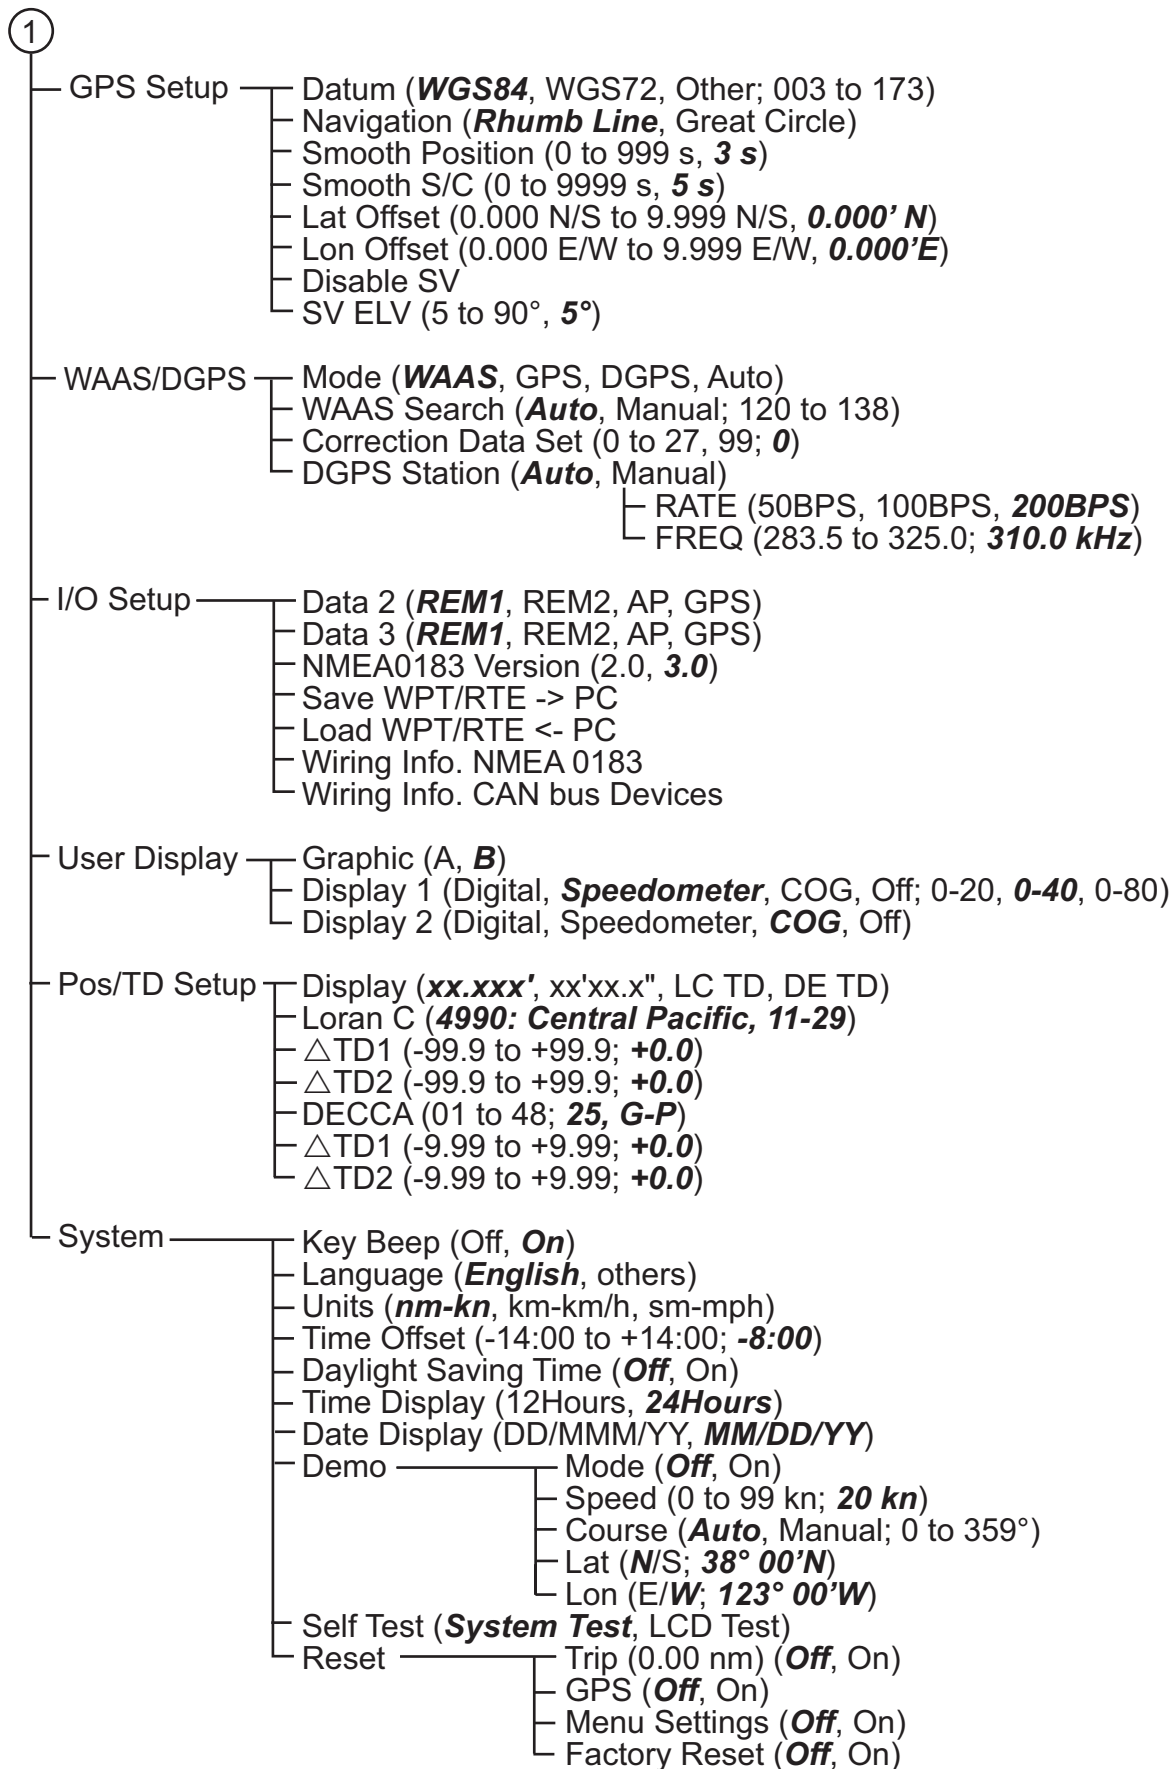 1
GPS Setup
Datum (WGS84, WGS72, Other; 003 to 173)
Navigation (Rhumb Line, Great Circle)
Smooth Position (0 to 999 s, 3 s)
Smooth S/C (0 to 9999 s, 5 s)
Lat Offset (0.000 N/S to 9.999 N/S, 0.000’ N)
Lon Offset (0.000 E/W to 9.999 E/W, 0.000’E)
Disable SV
SV ELV (5 to 90°, 5°)
WAAS/DGPS
Mode (WAAS, GPS, DGPS, Auto)
WAAS Search (Auto, Manual; 120 to 138)
Correction Data Set (0 to 27, 99; 0)
DGPS Station (Auto, Manual)
RATE (50BPS, 100BPS, 200BPS)
FREQ (283.5 to 325.0; 310.0 kHz)
I/O Setup
Data 2 (REM1, REM2, AP, GPS)
Data 3 (REM1, REM2, AP, GPS)
NMEA0183 Version (2.0, 3.0)
Save WPT/RTE -> PC
Load WPT/RTE <- PC
Wiring Info. NMEA 0183
Wiring Info. CAN bus Devices
User Display
Graphic (A, B)
Display 1 (Digital, Speedometer, COG, Off; 0-20, 0-40, 0-80)
Display 2 (Digital, Speedometer, COG, Off)
Pos/TD Setup
Display (xx.xxx', xx'xx.x", LC TD, DE TD)
Loran C (4990: Central Pacific, 11-29)
△TD1 (-99.9 to +99.9; +0.0)
△TD2 (-99.9 to +99.9; +0.0)
DECCA (01 to 48; 25, G-P)
△TD1 (-9.99 to +9.99; +0.0)
△TD2 (-9.99 to +9.99; +0.0)
System
Key Beep (Off, On)
Language (English, others)
Units (nm-kn, km-km/h, sm-mph)
Time Offset (-14:00 to +14:00; -8:00)
Daylight Saving Time (Off, On)
Time Display (12Hours, 24Hours)
Date Display (DD/MMM/YY, MM/DD/YY)
Demo
Mode (Off, On)
Speed (0 to 99 kn; 20 kn)
Course (Auto, Manual; 0 to 359°)
Lat (N/S; 38° 00’N)
Lon (E/W; 123° 00’W)
Self Test (System Test, LCD Test)
Reset
Trip (0.00 nm) (Off, On)
GPS (Off, On)
Menu Settings (Off, On)
Factory Reset (Off, On)